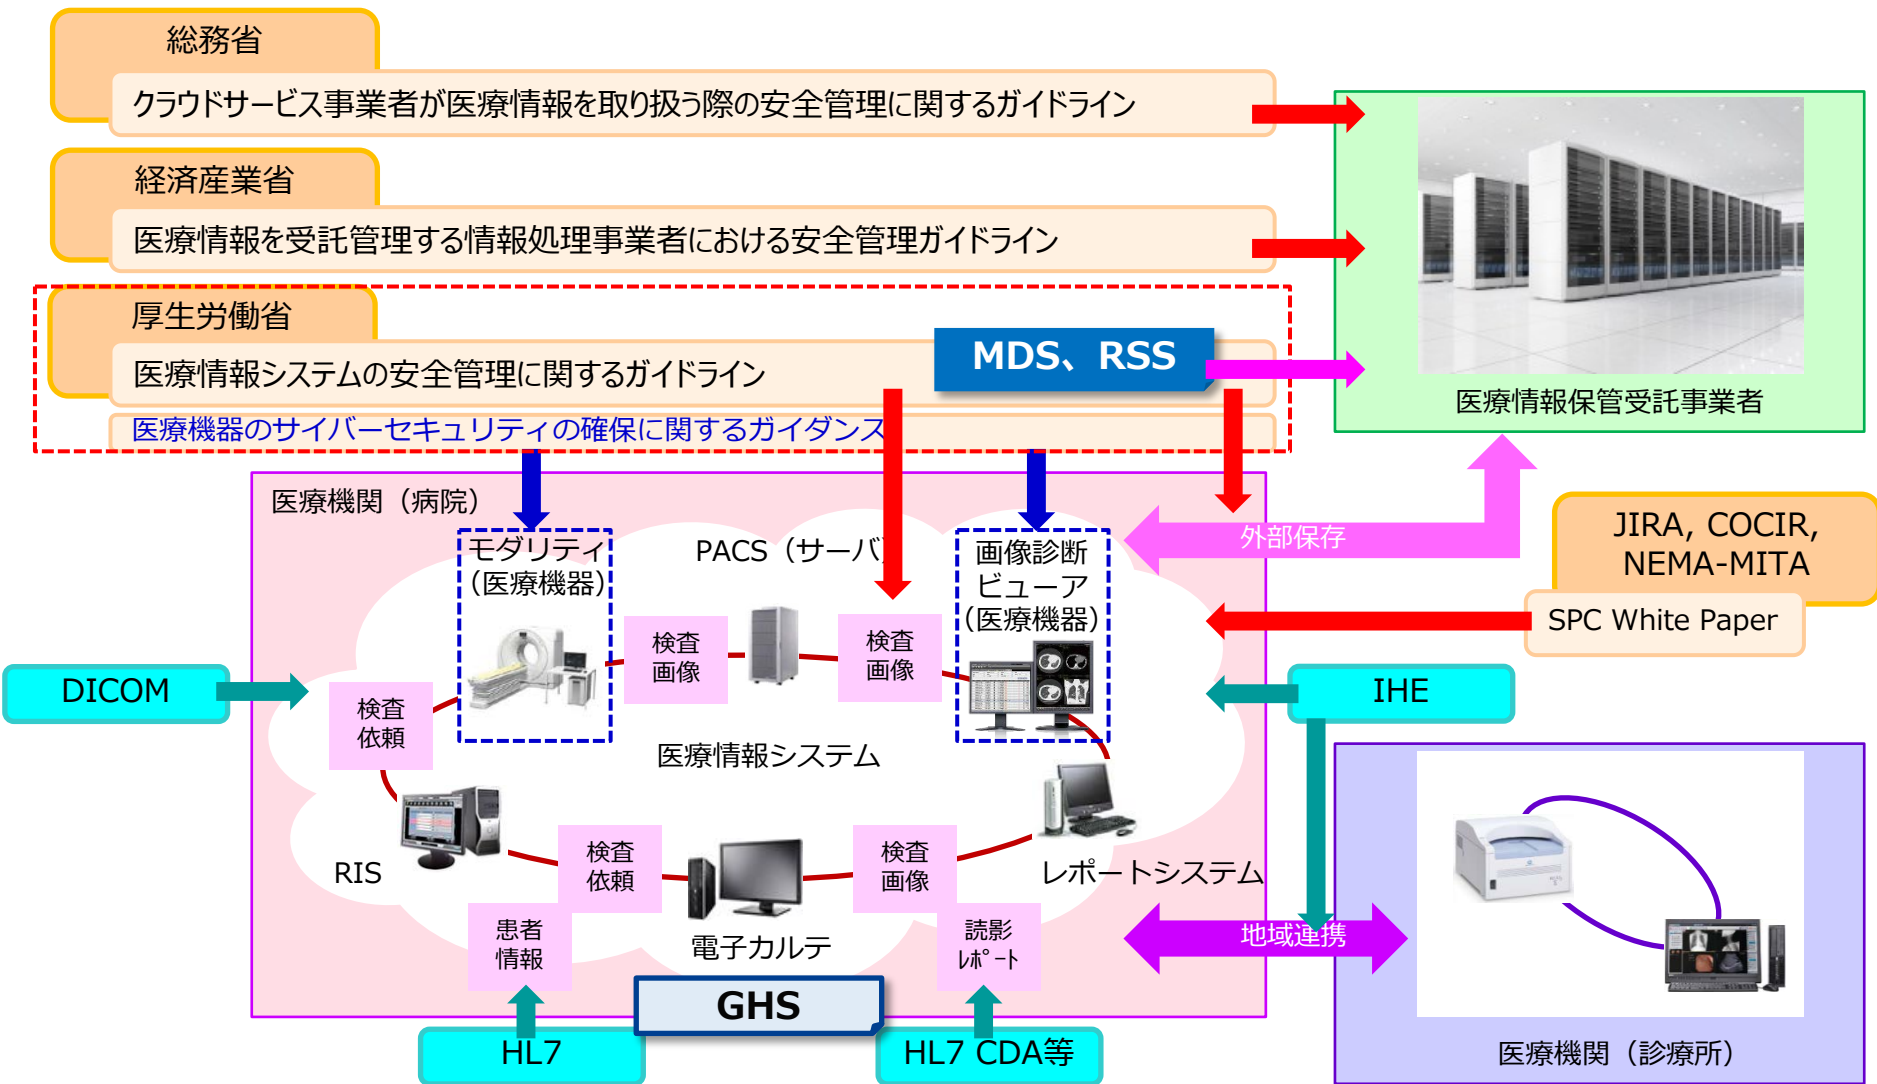 総務省
クラウドサービス事業者が医療情報を取り扱う際の安全管理に関するガイドライン
経済産業省
医療情報を受託管理する情報処理事業者における安全管理ガイドライン
厚生労働省
医療情報システムの安全管理に関するガイドライン
MDS、RSS
医療機器のサイバーセキュリティの確保に関するガイダンス
医療情報保管受託事業者
医療機関（病院）
モダリティ
（医療機器）
PACS（サーバ）
画像診断
ビューア
（医療機器）
外部保存
JIRA, COCIR,
NEMA-MITA
SPC White Paper
検査
画像
検査
画像
DICOM
IHE
検査
依頼
医療情報システム
RIS
検査
依頼
検査
画像
レポートシステム
患者
情報
電子カルテ
読影
ﾚﾎﾟｰﾄ
地域連携
GHS
HL7
HL7 CDA等
医療機関（診療所）